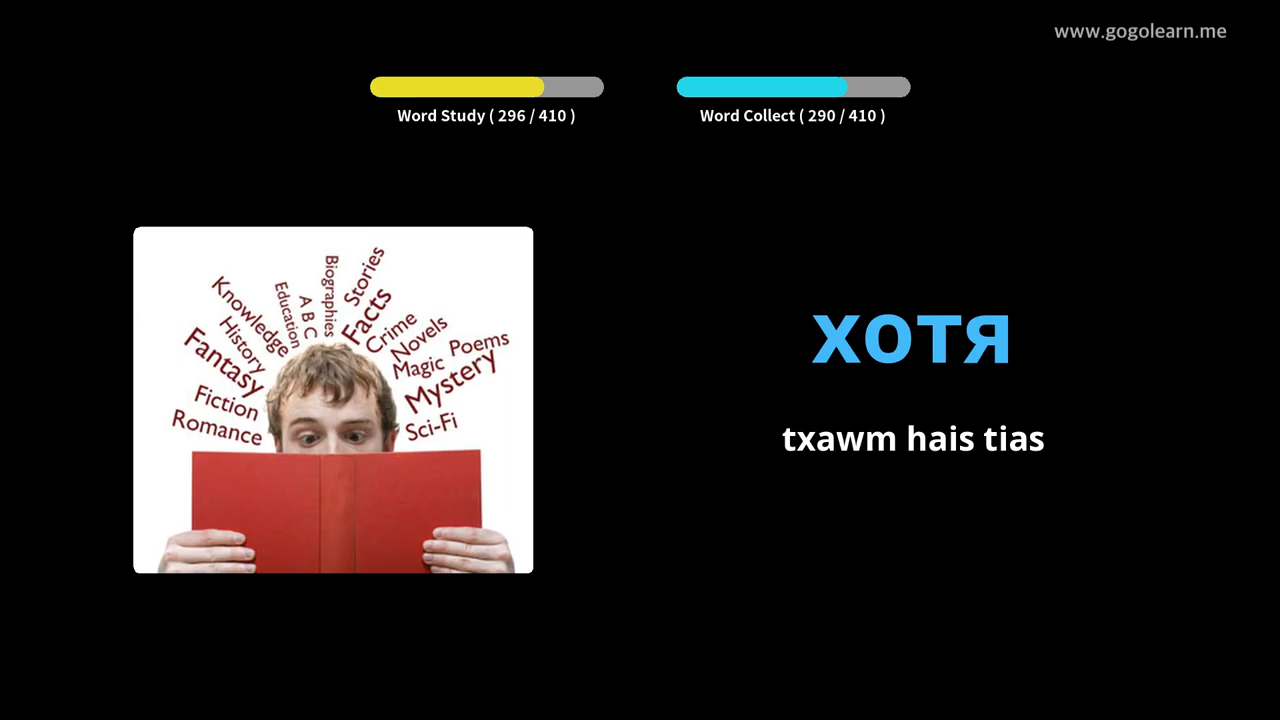 www.gogolearn.me
Word Study ( 296 / 410 )
Word Collect ( 290 / 410 )
Biographies
Stories
Education
A B C
Facts
Knowledge
Crime
History
Novels
Fantasy
Magic
Poems
Mystery
Fiction
Romance
Sci-Fi
хотя
txawm hais tias